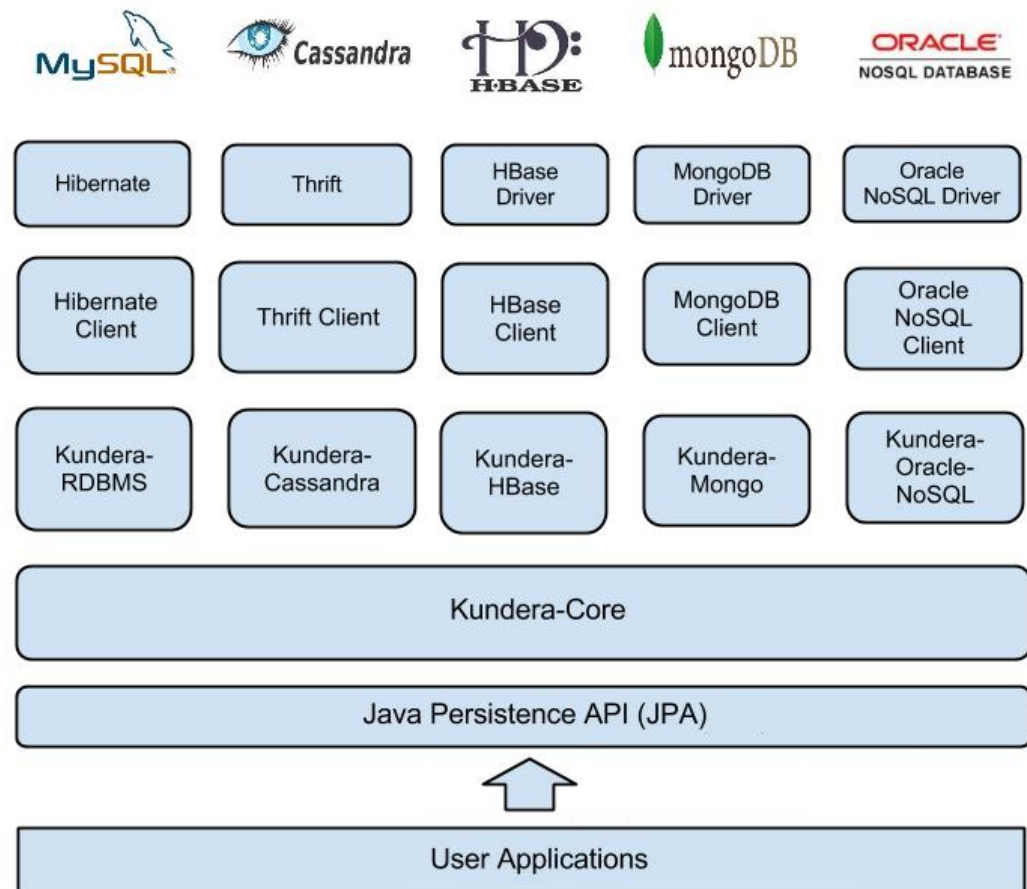 MySQL®
Cassandra
HBASE
mongoDB
ORACLE®
NOSQL DATABASE
Hibernate
Thrift
HBase
Driver
MongoDB
Driver
Oracle
NoSQL Driver
Hibernate
Client
Thrift Client
HBase
Client
MongoDB
Client
Oracle
NoSQL
Client
Kundera-
RDBMS
Kundera-
Cassandra
Kundera-
HBase
Kundera-
Mongo
Kundera-
Oracle-
NoSQL
Kundera-Core
Java Persistence API (JPA)
User Applications